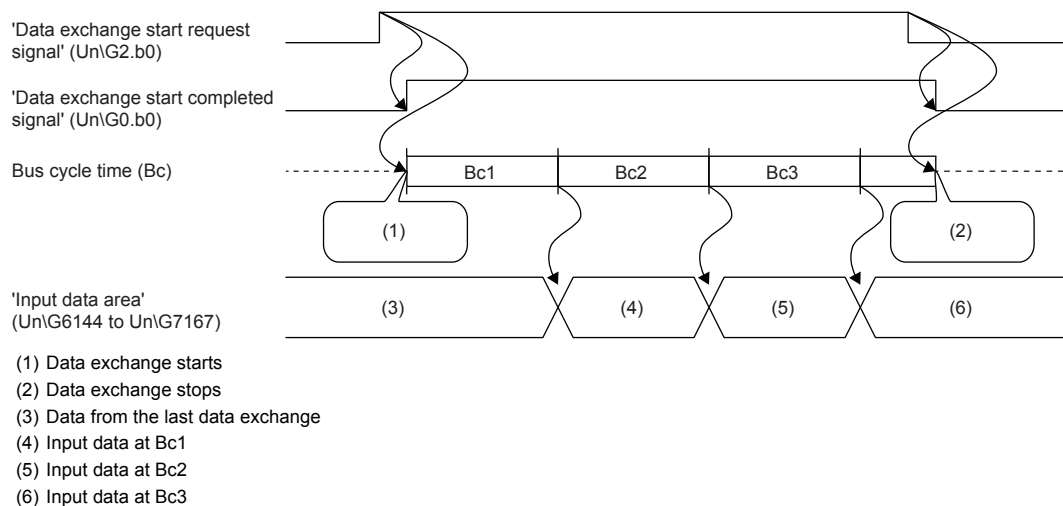 'Data exchange start request
signal' (Un\G2.b0)
'Data exchange start completed
signal' (Un\G0.b0)
Bus cycle time (Bc)
Bc1
Bc2
Bc3
(1)
(2)
'Input data area'
(Un\G6144 to Un\G7167)
(3)
(4)
(5)
(6)
(1) Data exchange starts
(2) Data exchange stops
(3) Data from the last data exchange
(4) Input data at Bc1
(5) Input data at Bc2
(6) Input data at Bc3